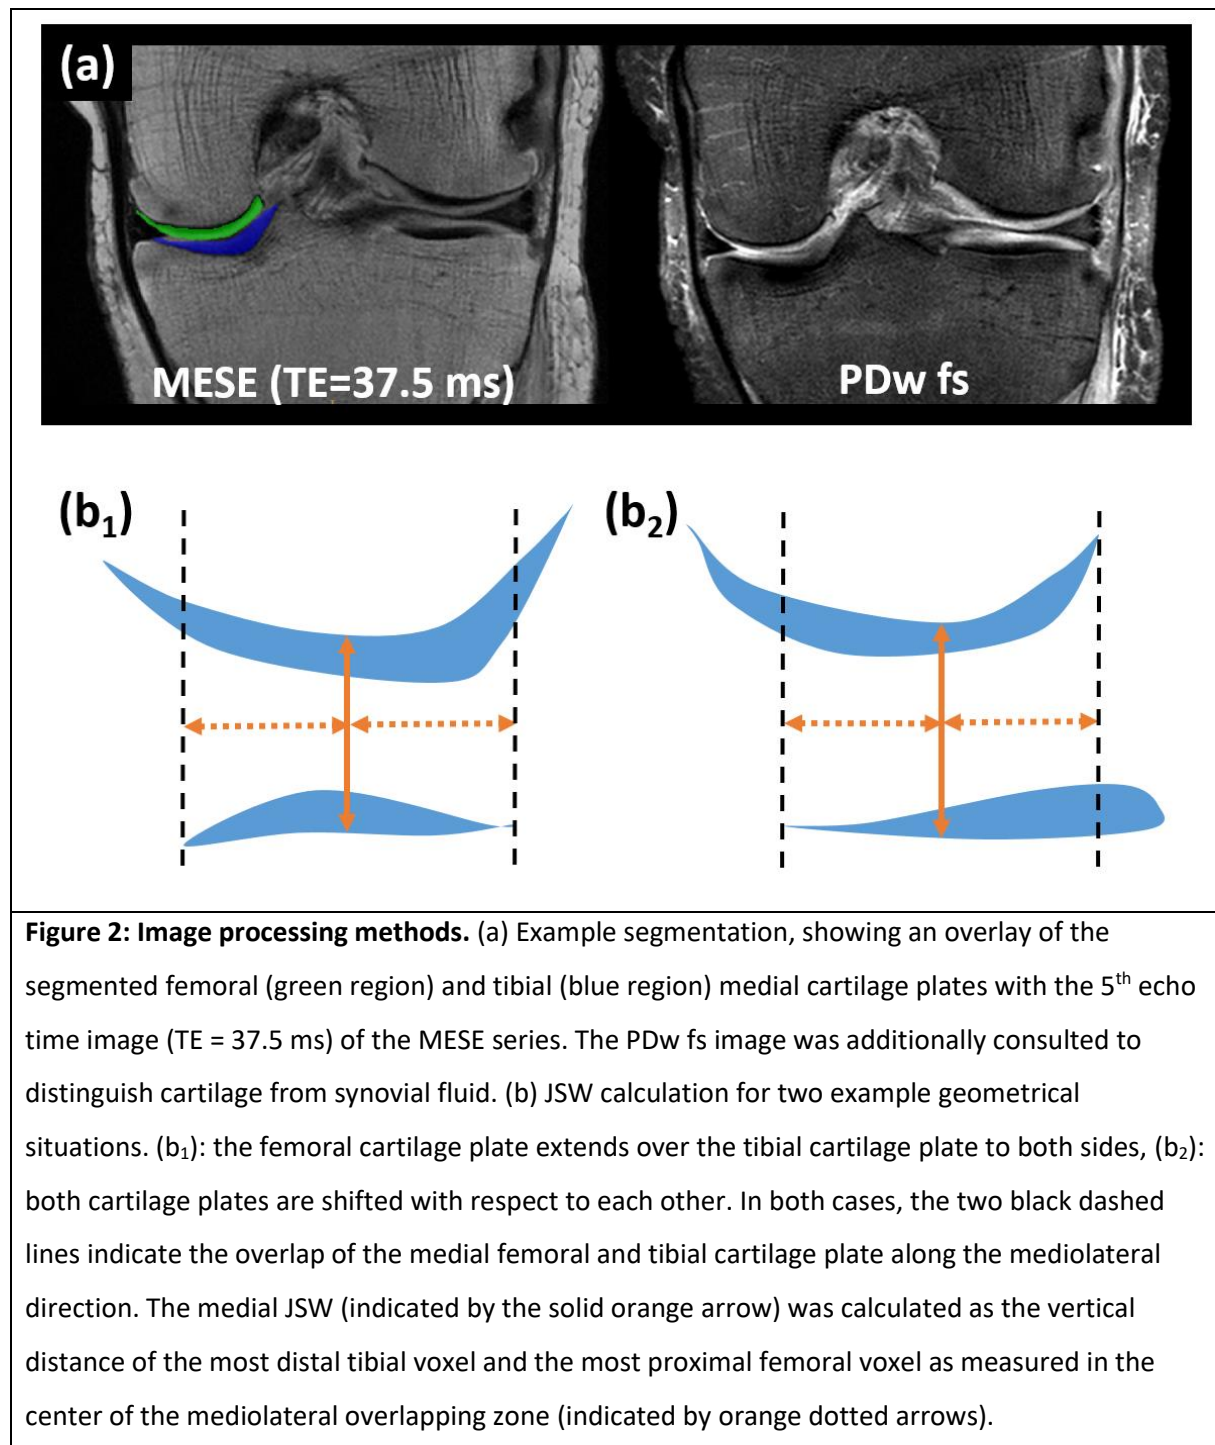 (a)
MESE (TE=37.5 ms)
PDw fs
(b₁)
(b₂)
Figure 2: Image processing methods. (a) Example segmentation, showing an overlay of the
segmented femoral (green region) and tibial (blue region) medial cartilage plates with the 5th echo
time image (TE = 37.5 ms) of the MESE series. The PDw fs image was additionally consulted to
distinguish cartilage from synovial fluid. (b) JSW calculation for two example geometrical
situations. (b₁): the femoral cartilage plate extends over the tibial cartilage plate to both sides, (b₂):
both cartilage plates are shifted with respect to each other. In both cases, the two black dashed
lines indicate the overlap of the medial femoral and tibial cartilage plate along the mediolateral
direction. The medial JSW (indicated by the solid orange arrow) was calculated as the vertical
distance of the most distal tibial voxel and the most proximal femoral voxel as measured in the
center of the mediolateral overlapping zone (indicated by orange dotted arrows).